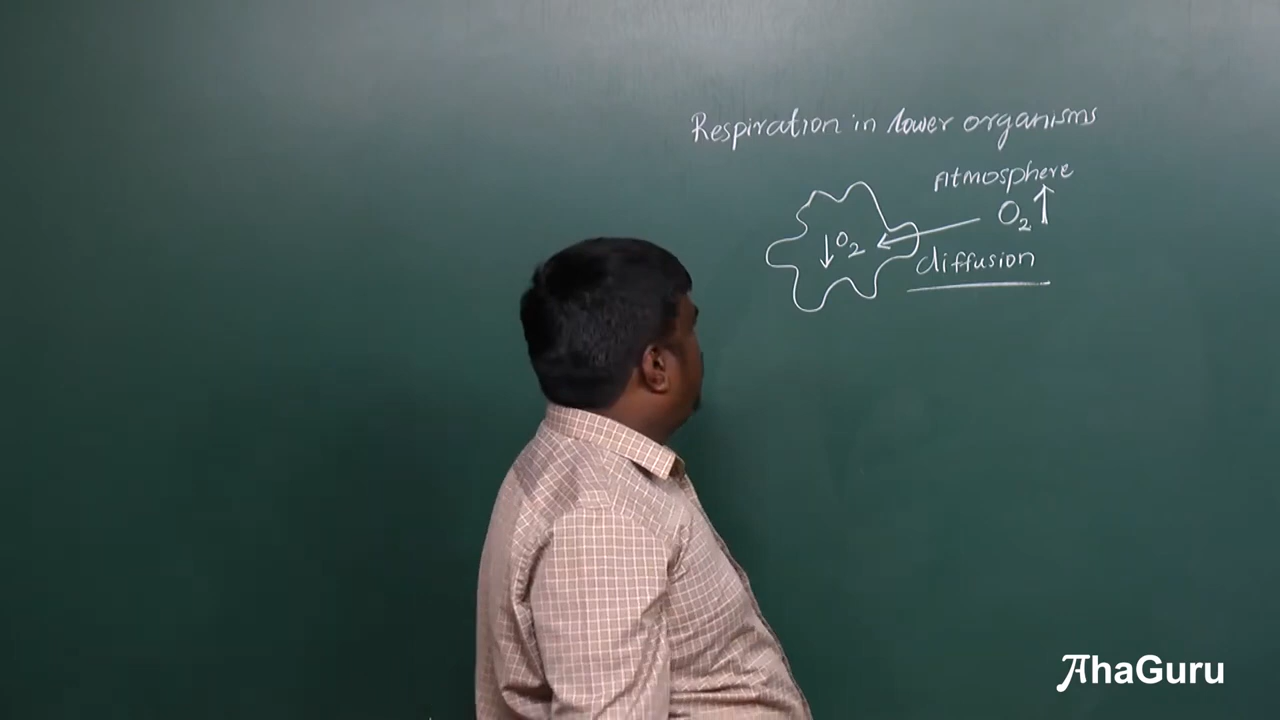 Respiration in lower organisms
Atmosphere
↓O₂
O₂↑
diffusion
AhaGuru